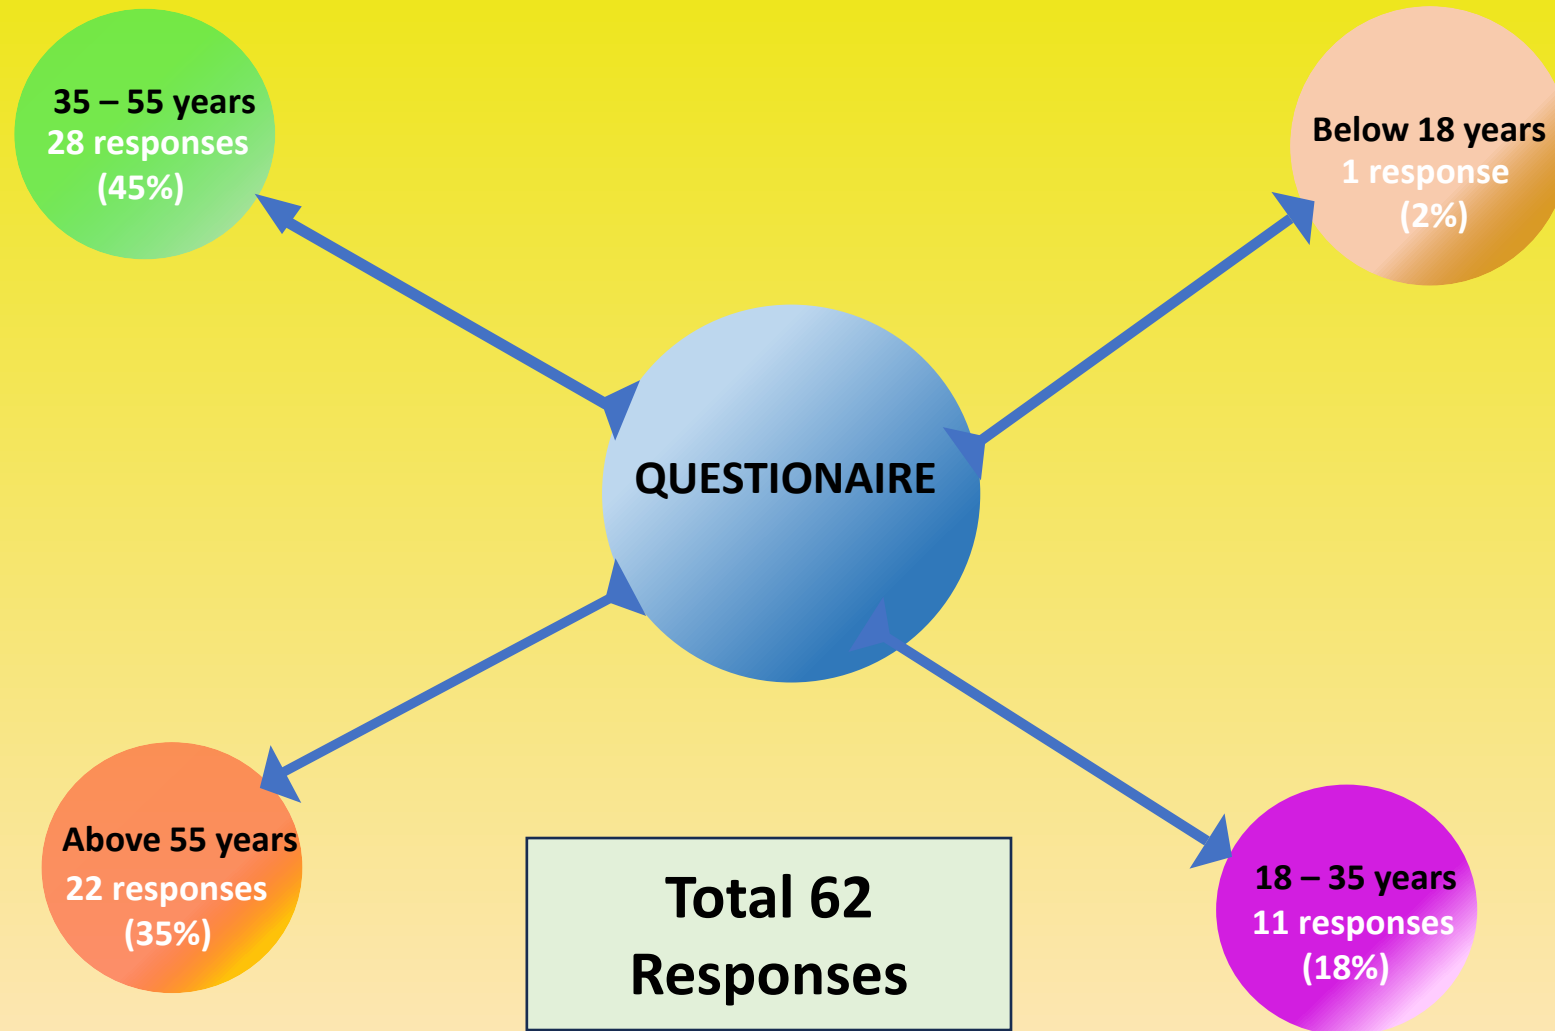 35 – 55 years
28 responses
(45%)
Below 18 years
1 response
(2%)
QUESTIONAIRE
Above 55 years
22 responses
(35%)
Total 62
Responses
18 – 35 years
11 responses
(18%)